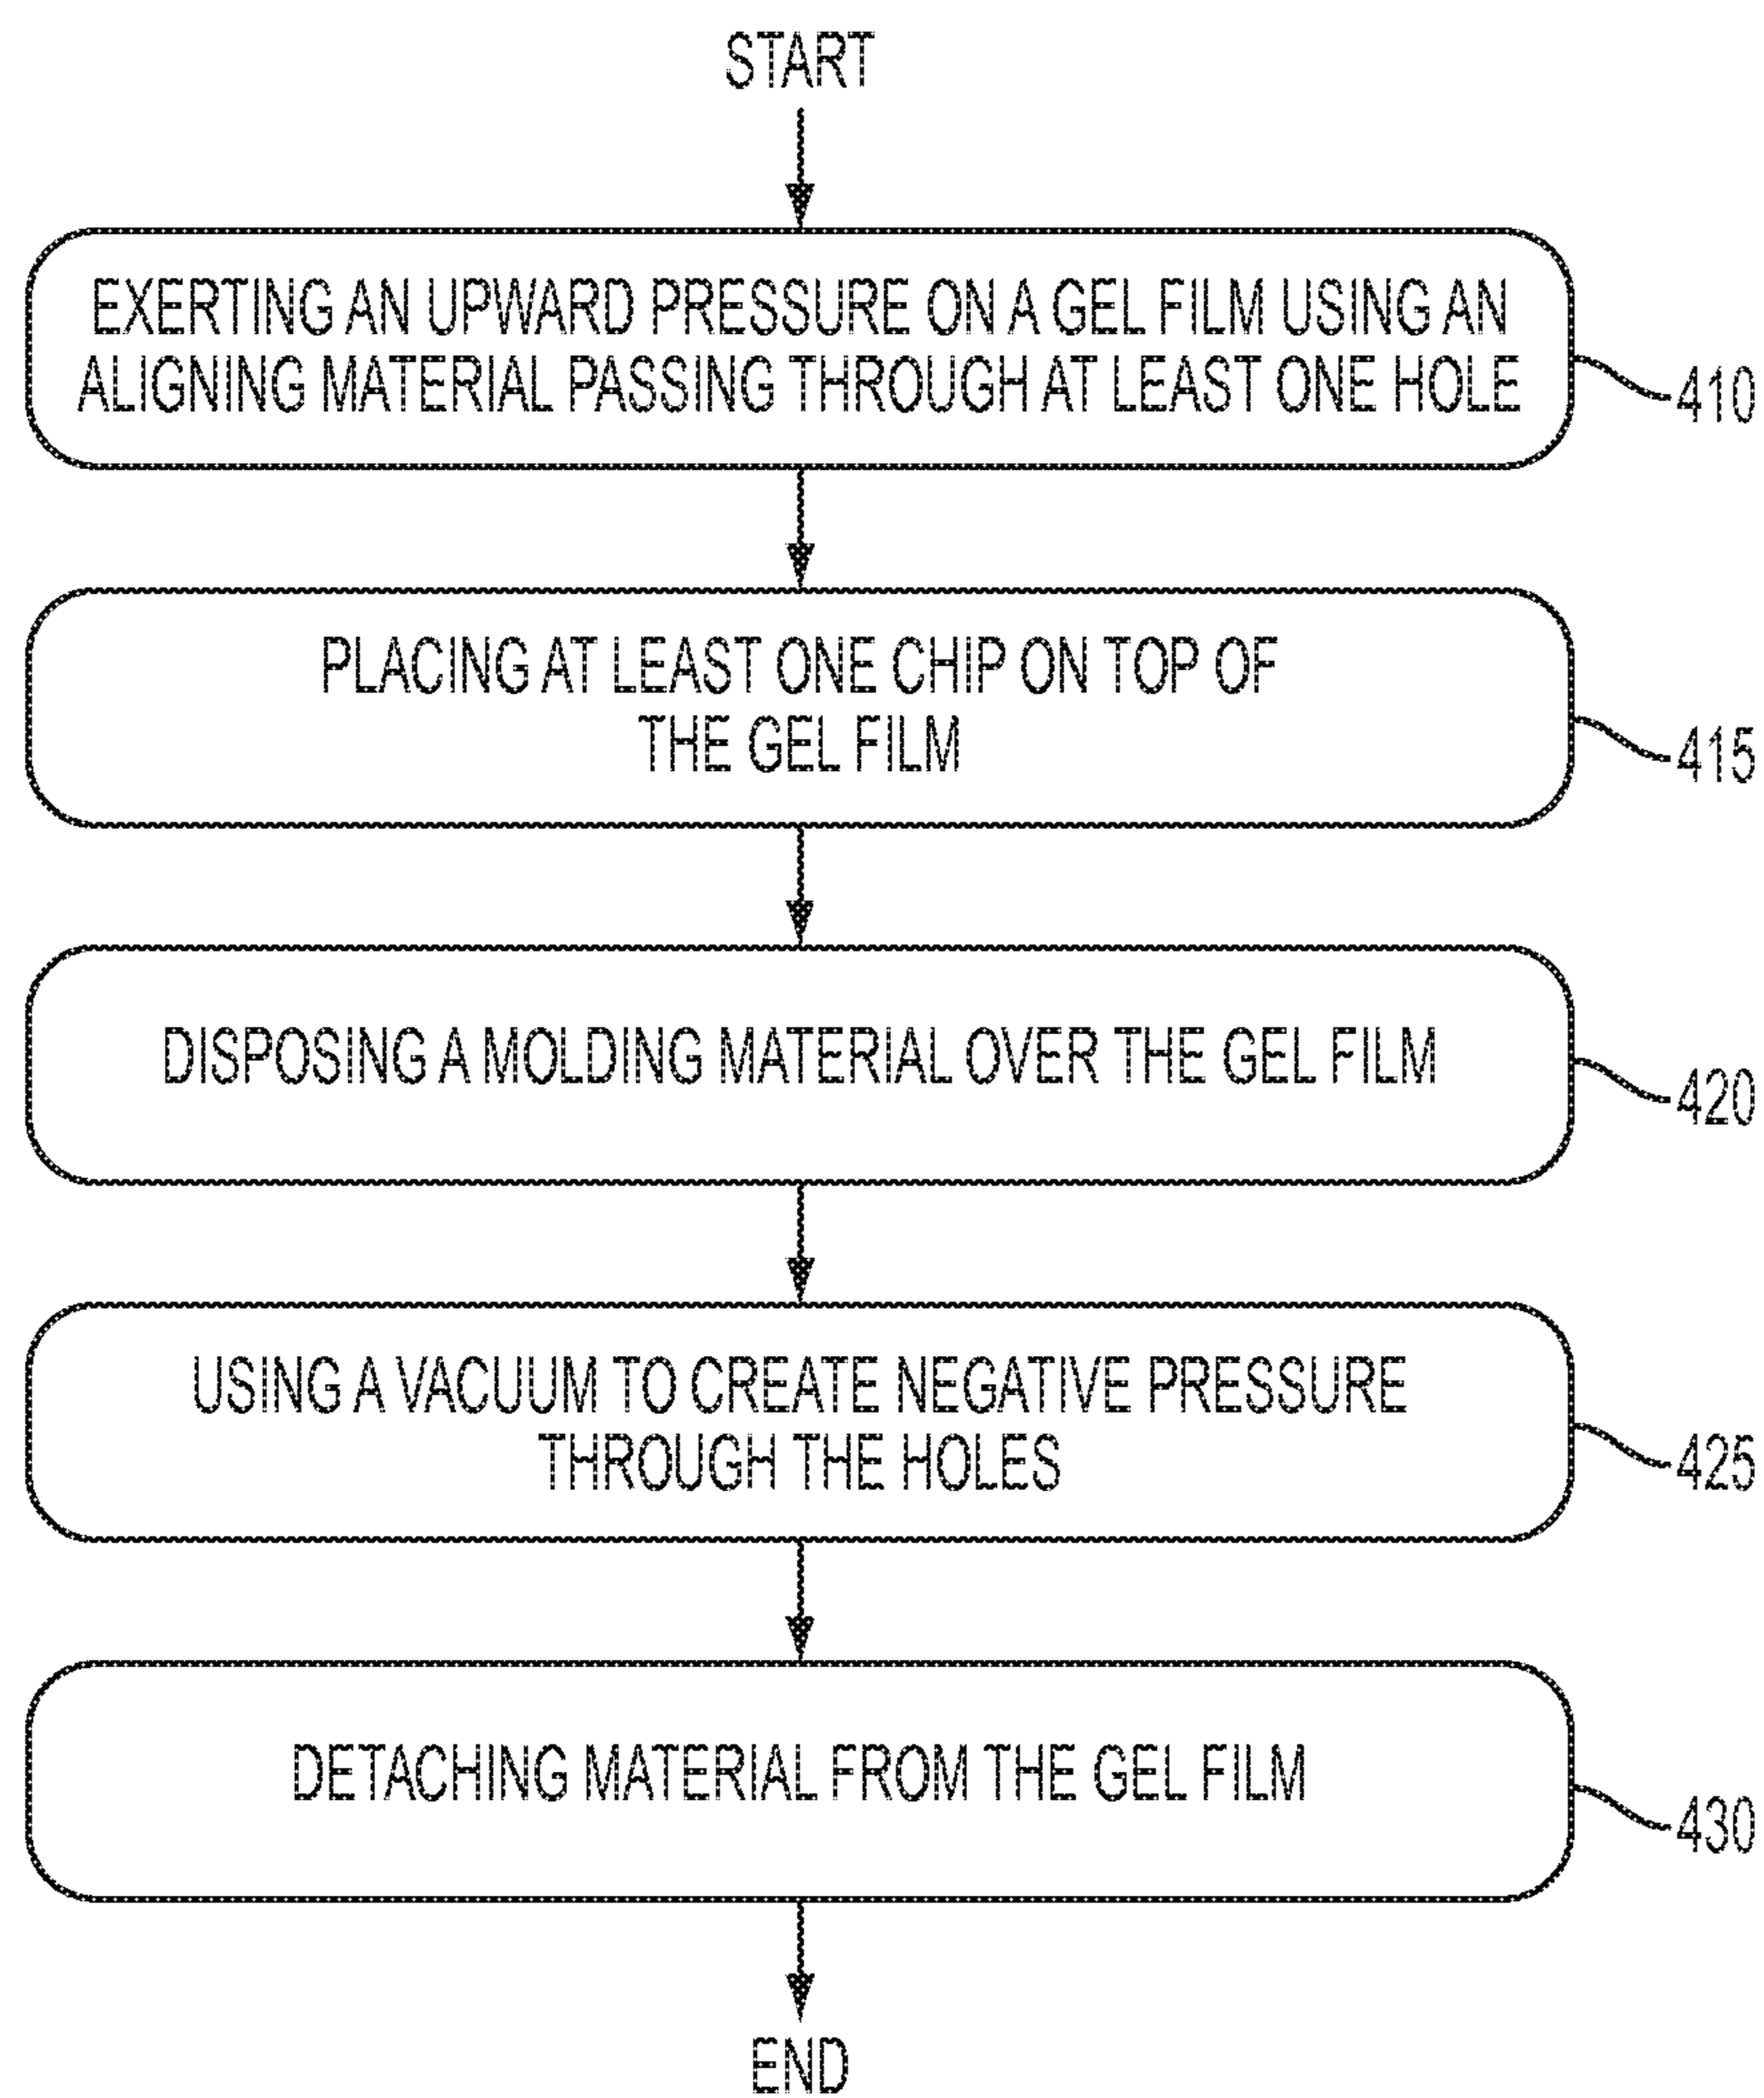 START
EXERTING AN UPWARD PRESSURE ON A GEL FILM USING AN
ALIGNING MATERIAL PASSING THROUGH AT LEAST ONE HOLE
410
PLACING AT LEAST ONE CHIP ON TOP OF
THE GEL FILM
415
DISPOSING A MOLDING MATERIAL OVER THE GEL FILM
420
USING A VACUUM TO CREATE NEGATIVE PRESSURE
THROUGH THE HOLES
425
DETACHING MATERIAL FROM THE GEL FILM
430
END